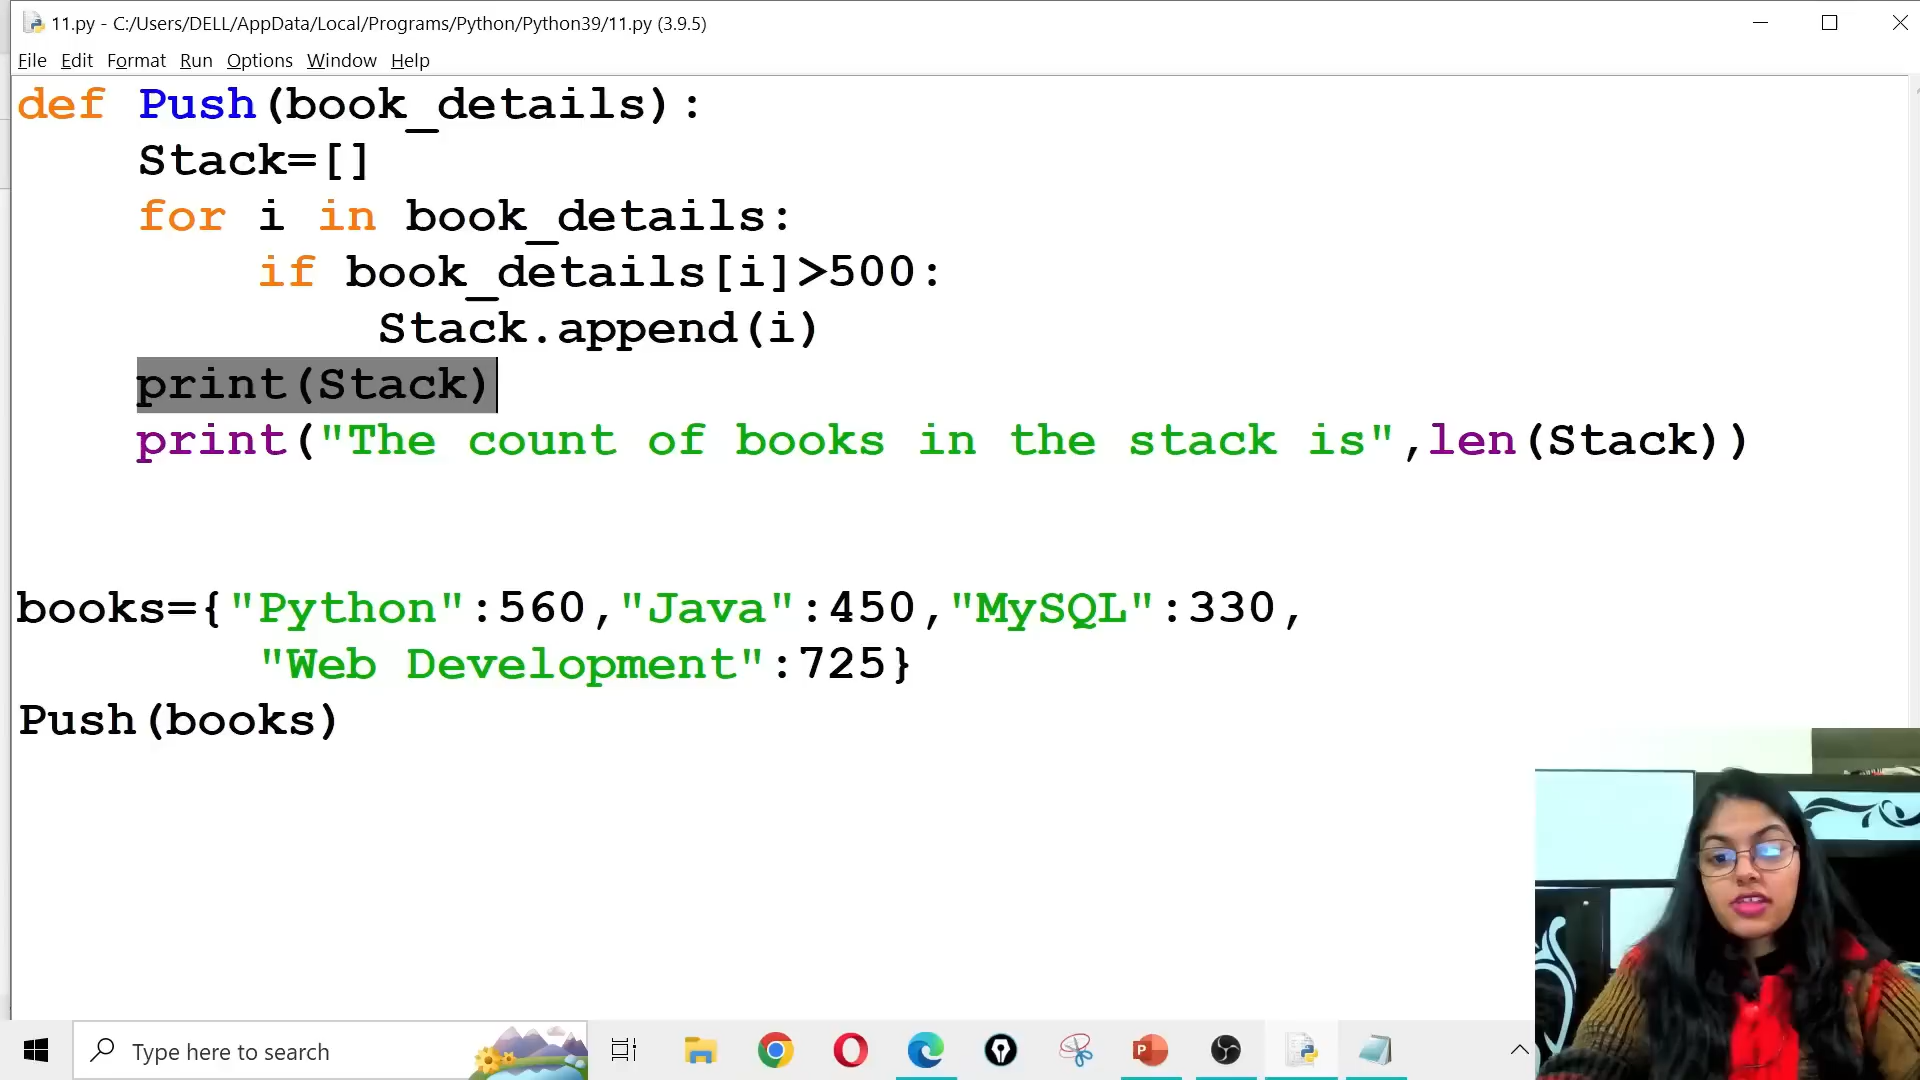 11.py - C:/Users/DELL/AppData/Local/Programs/Python/Python39/11.py (3.9.5)
File Edit Format Run Options Window Help
def Push(book_details):
    Stack=[]
    for i in book_details:
        if book_details[i]>500:
            Stack.append(i)
    print(Stack)
    print("The count of books in the stack is",len(Stack))
books={"Python":560,"Java":450,"MySQL":330,
        "Web Development":725}
Push(books)
Type here to search